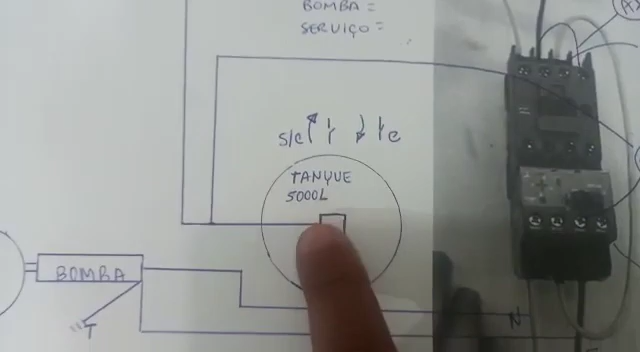 BOMBA =
SERVIÇO =
S/C
C
TANQUE
5000L
BOMBA
T
N